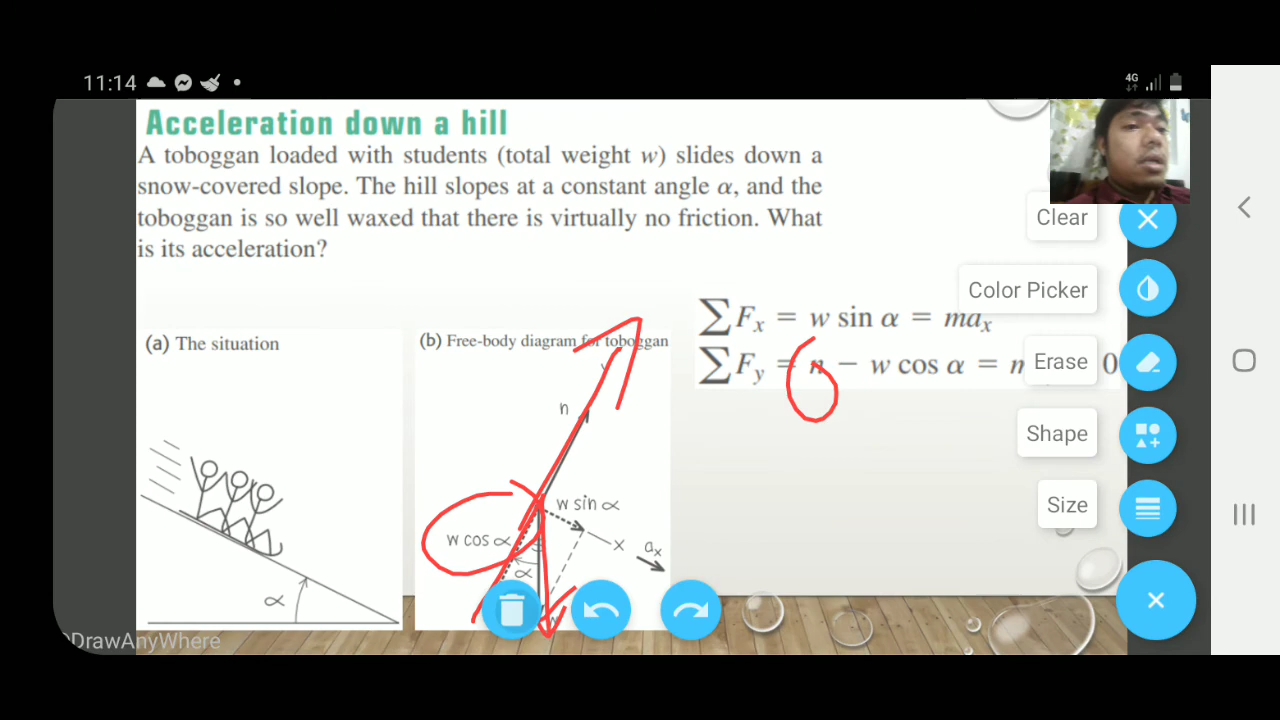 11:14
4G
Acceleration down a hill
A toboggan loaded with students (total weight w) slides down a
snow-covered slope. The hill slopes at a constant angle α, and the
toboggan is so well waxed that there is virtually no friction. What
is its acceleration?
Clear
Color Picker
∑Fx = w sin α = max
∑Fy = n − w cos α = m 0
Erase
Shape
Size
(a) The situation
α
(b) Free-body diagram for toboggan
n
w sin α
w cos α
x
ax
α
DrawAnyWhere